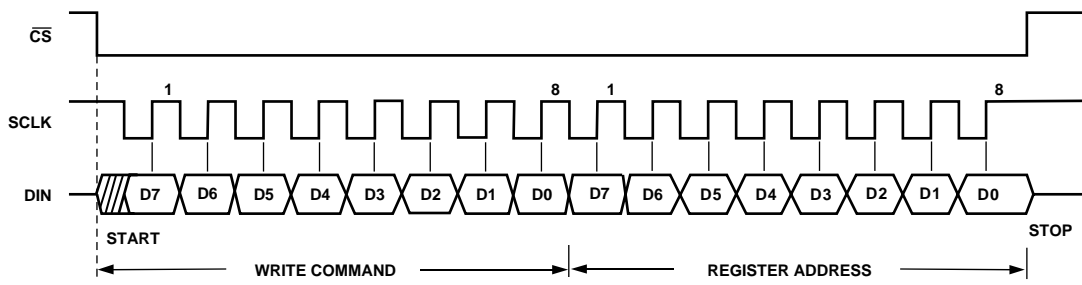 CS
1 8 1 8
SCLK
DIN D7 D6 D5 D4 D3 D2 D1 D0 D7 D6 D5 D4 D3 D2 D1 D0
START STOP
WRITE COMMAND REGISTER ADDRESS